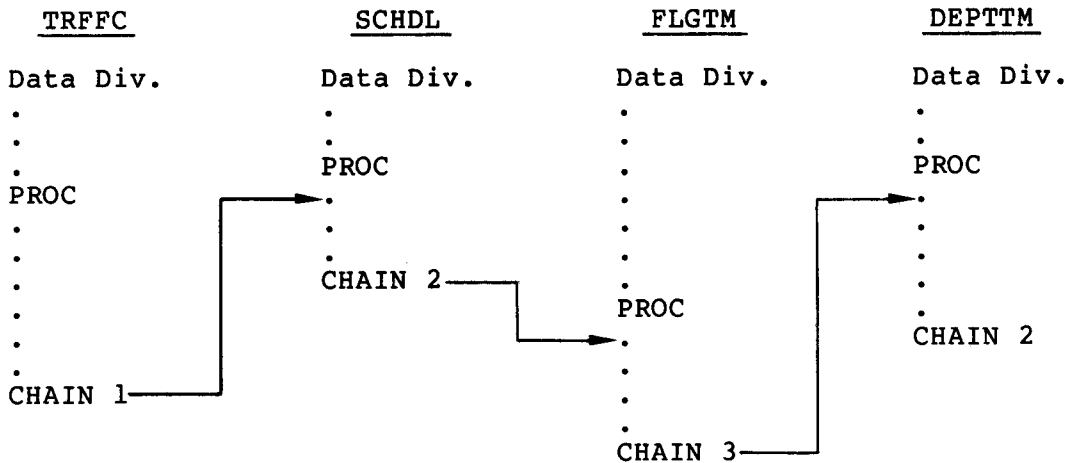 TRFFC
Data Div.
.
.
.
PROC
.
.
.
.
.
.
CHAIN 1
SCHDL
Data Div.
.
.
PROC
.
.
.
CHAIN 2
FLGTM
Data Div.
.
.
.
.
.
.
.
PROC
.
.
.
.
CHAIN 3
DEPTTM
Data Div.
.
.
PROC
.
.
.
.
.
CHAIN 2